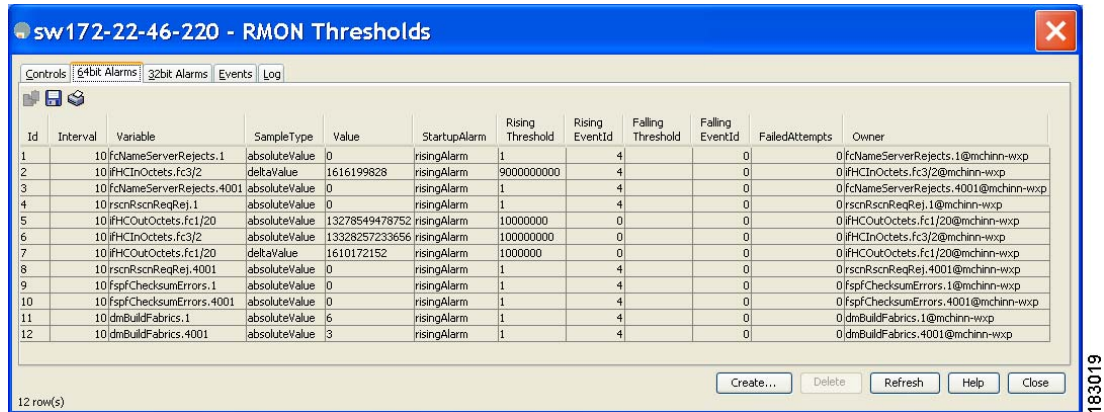 sw172-22-46-220 - RMON Thresholds
Controls 64bit Alarms 32bit Alarms Events Log
Id Interval Variable SampleType Value StartupAlarm Rising Threshold Rising EventId Falling Threshold Falling EventId FailedAttempts Owner
1 10 fcNameServerRejects.1 absoluteValue 0 risingAlarm 1 4 0 0 fcNameServerRejects.1@mchinn-wxp
2 10 ifHCInOctets.fc3/2 deltaValue 1616199828 risingAlarm 9000000000 4 0 0 ifHCInOctets.fc3/2@mchinn-wxp
3 10 fcNameServerRejects.4001 absoluteValue 0 risingAlarm 1 4 0 0 fcNameServerRejects.4001@mchinn-wxp
4 10 rscnRscnReqRej.1 absoluteValue 0 risingAlarm 1 4 0 0 rscnRscnReqRej.1@mchinn-wxp
5 10 ifHCOutOctets.fc1/20 absoluteValue 13278549478752 risingAlarm 10000000 0 0 0 ifHCOutOctets.fc1/20@mchinn-wxp
6 10 ifHCInOctets.fc3/2 absoluteValue 13328257233656 risingAlarm 100000000 0 0 0 ifHCInOctets.fc3/2@mchinn-wxp
7 10 ifHCOutOctets.fc1/20 deltaValue 1610172152 risingAlarm 1000000 0 0 0 ifHCOutOctets.fc1/20@mchinn-wxp
8 10 rscnRscnReqRej.4001 absoluteValue 0 risingAlarm 1 4 0 0 rscnRscnReqRej.4001@mchinn-wxp
9 10 fspfChecksumErrors.1 absoluteValue 0 risingAlarm 1 4 0 0 fspfChecksumErrors.1@mchinn-wxp
10 10 fspfChecksumErrors.4001 absoluteValue 0 risingAlarm 1 4 0 0 fspfChecksumErrors.4001@mchinn-wxp
11 10 dmBuildFabrics.1 absoluteValue 6 risingAlarm 1 4 0 0 dmBuildFabrics.1@mchinn-wxp
12 10 dmBuildFabrics.4001 absoluteValue 3 risingAlarm 1 4 0 0 dmBuildFabrics.4001@mchinn-wxp
Create... Delete Refresh Help Close
12 row(s)
183019